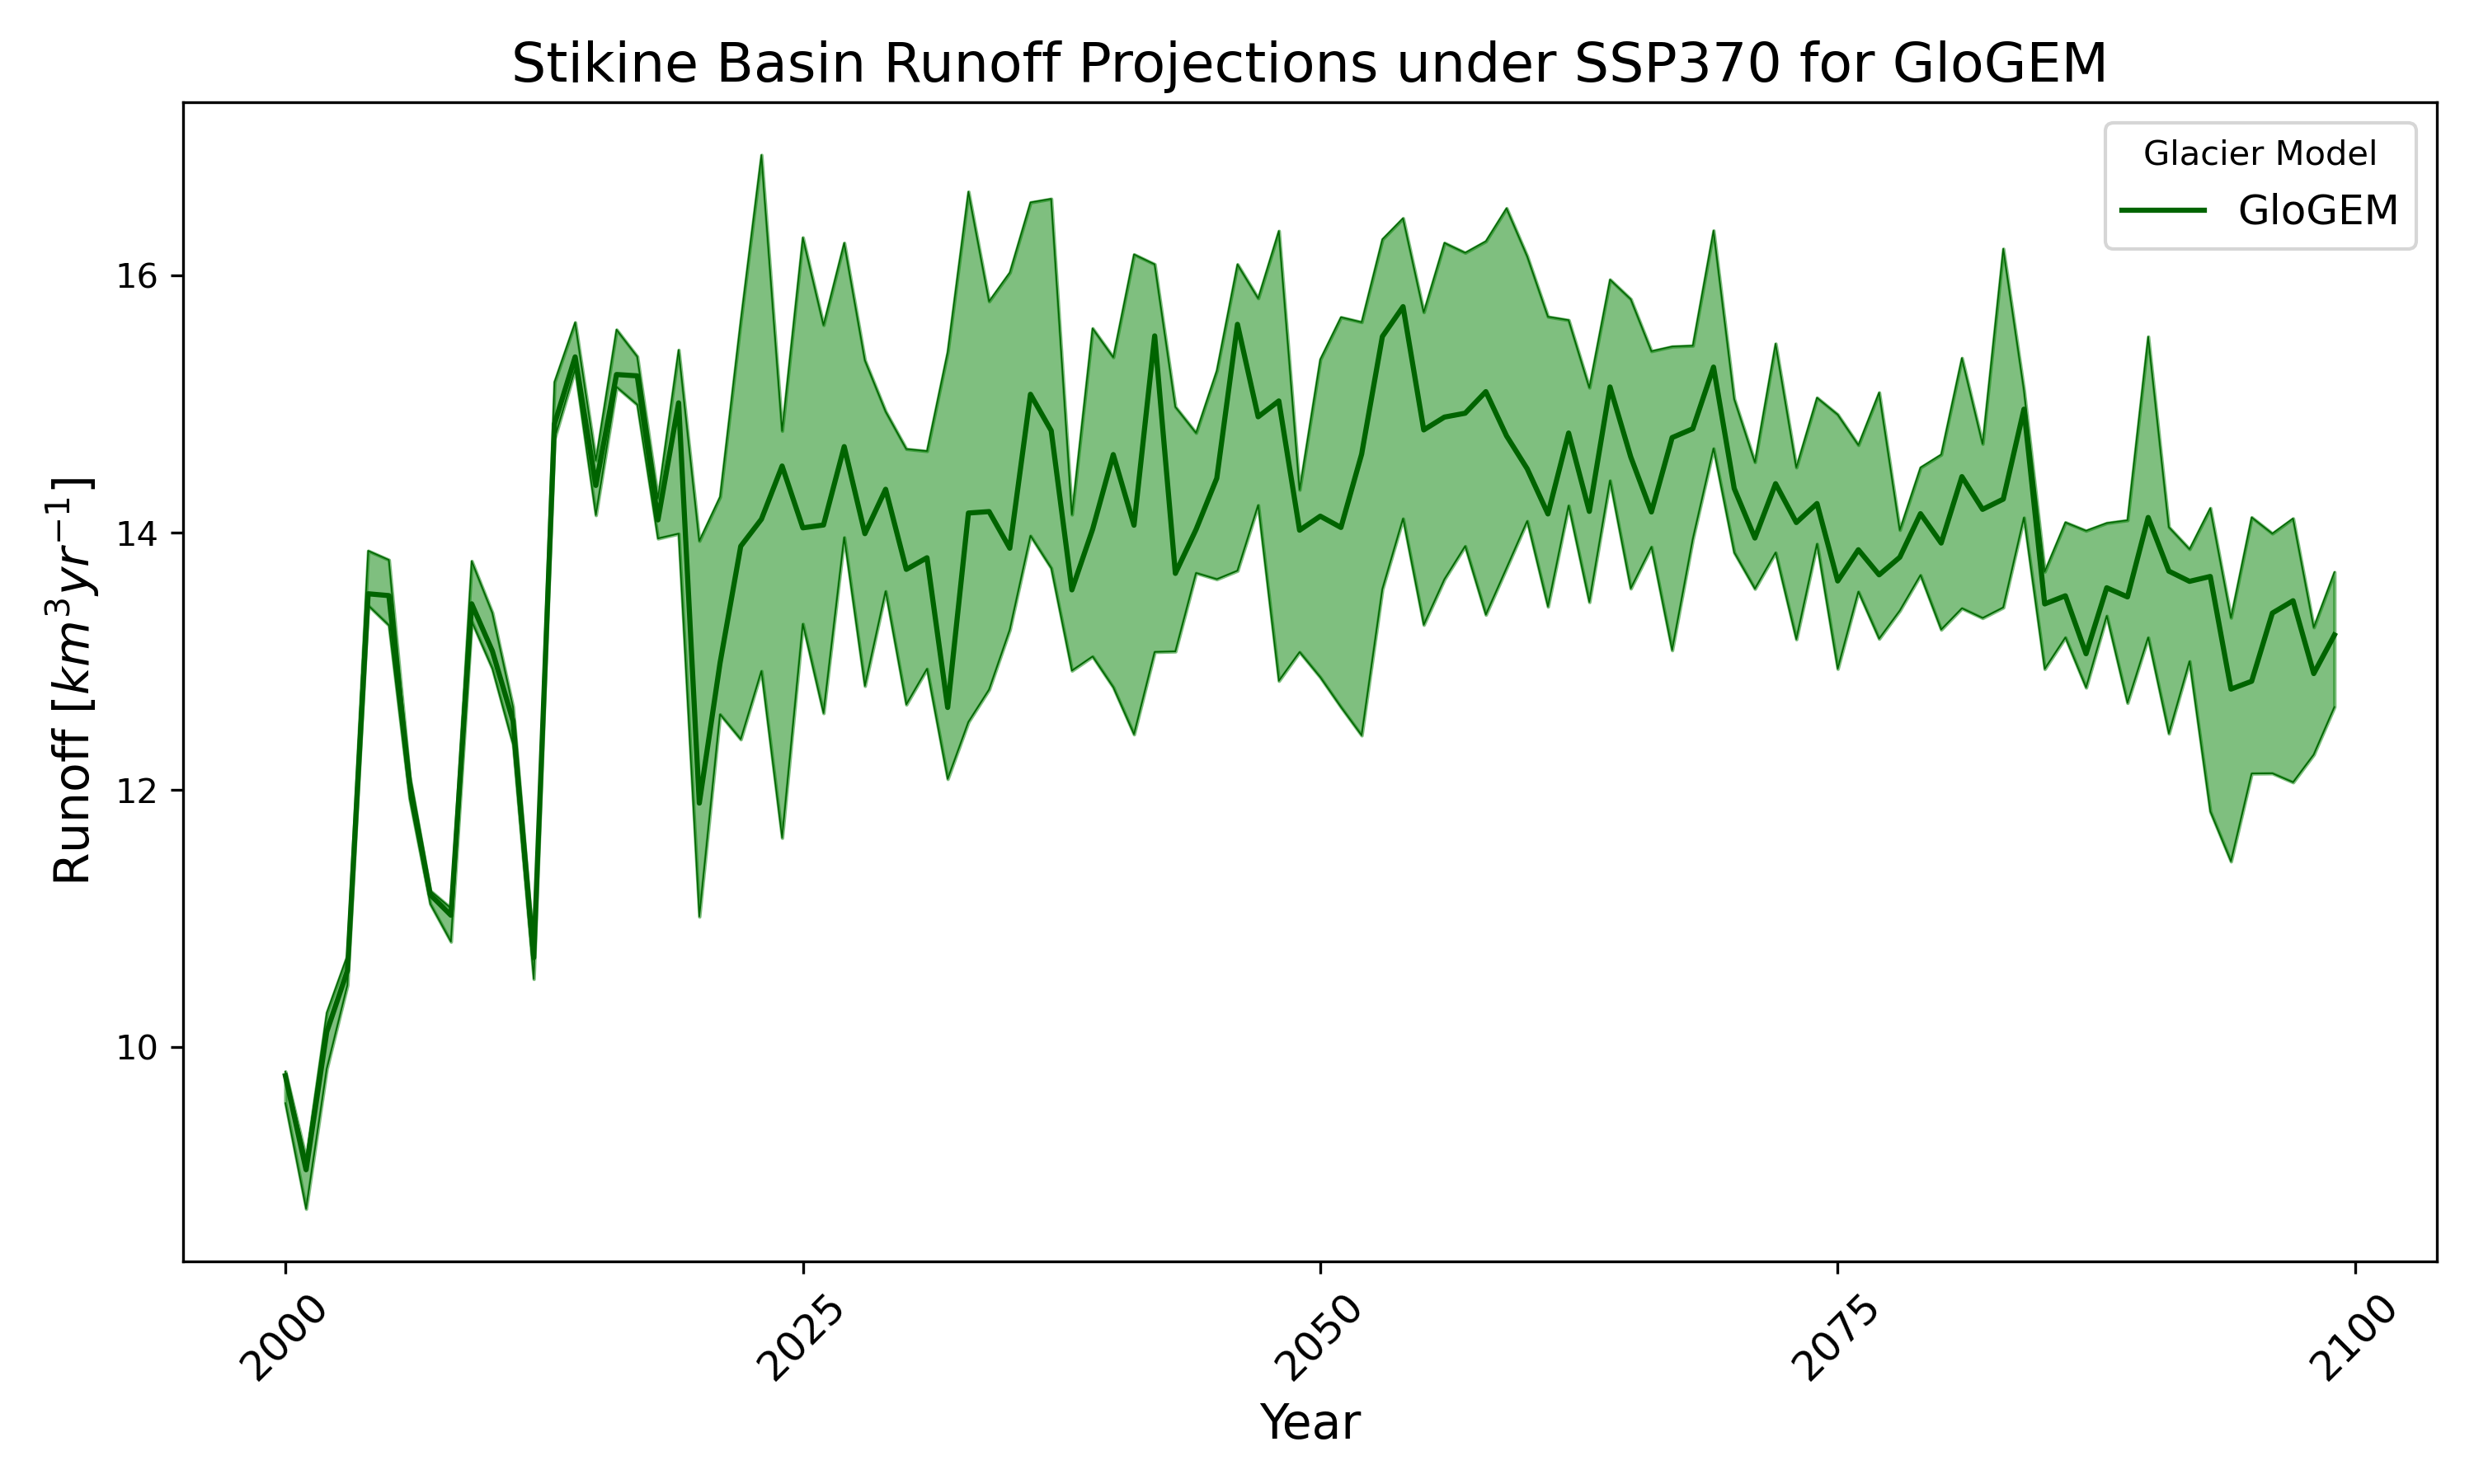 Stikine Basin Runoff Projections under SSP370 for GloGEM
Glacier Model
GloGEM
Runoff [km³yr⁻¹]
16
14
12
10
2000
2025
2050
2075
2100
Year